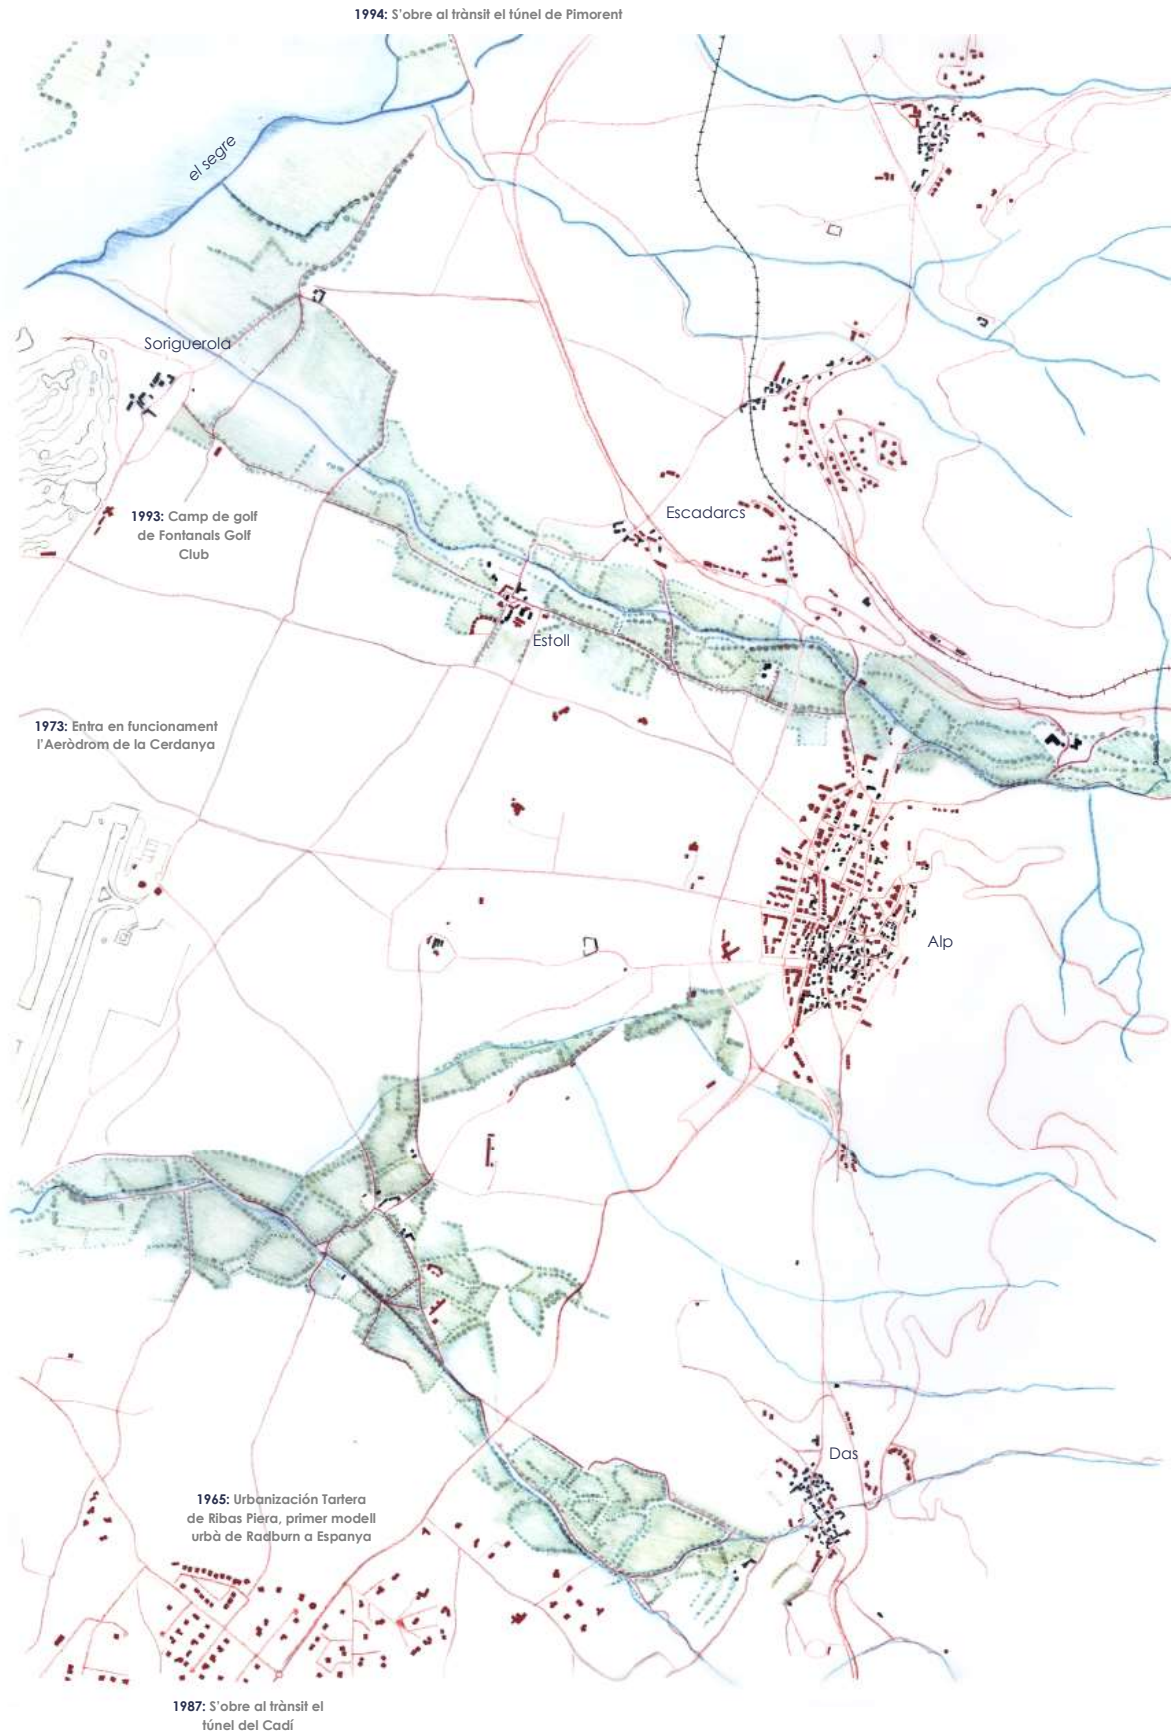 1994: S'obre al trànsit el túnel de Pimorent
el segre
Soriguerola
1993: Camp de golf
de Fontanals Golf
Club
Escadarcs
Estoll
1973: Entra en funcionament
l'Aeròdrom de la Cerdanya
Alp
Das
1965: Urbanización Tartera
de Ribas Piera, primer modell
urbà de Radburn a Espanya
1987: S'obre al trànsit el
túnel del Cadí